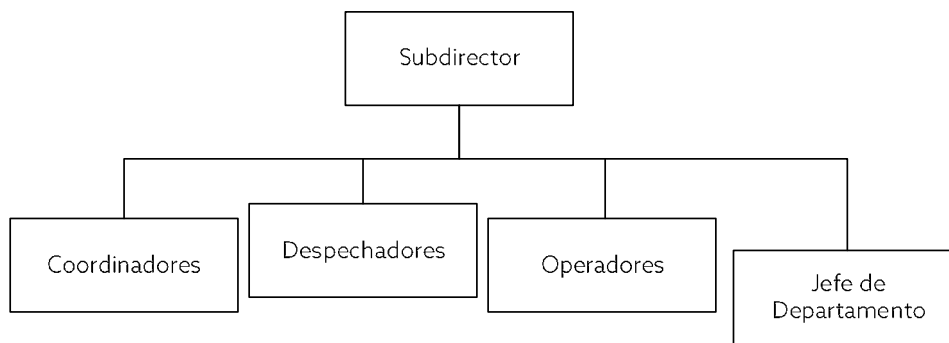 Subdirector
Coordinadores
Despechadores
Operadores
Jefe de
Departamento